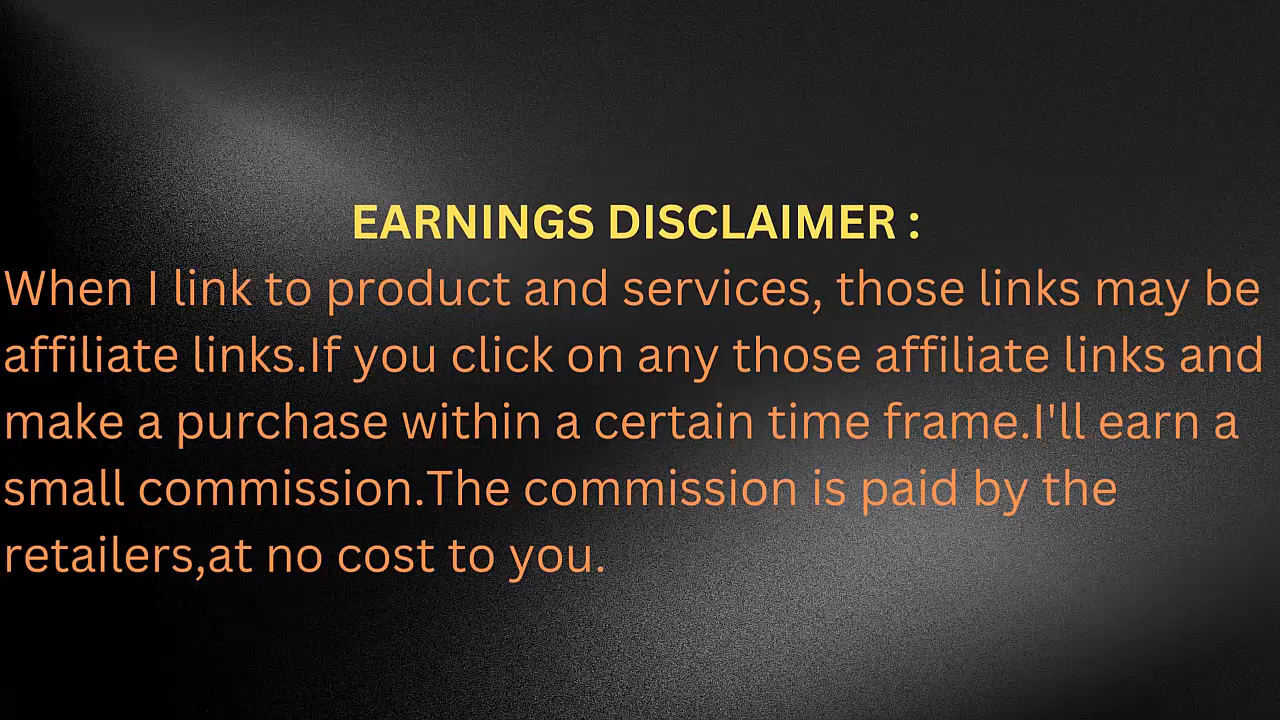 EARNINGS DISCLAIMER :
When I link to product and services, those links may be
affiliate links.If you click on any those affiliate links and
make a purchase within a certain time frame.I'll earn a
small commission.The commission is paid by the
retailers,at no cost to you.